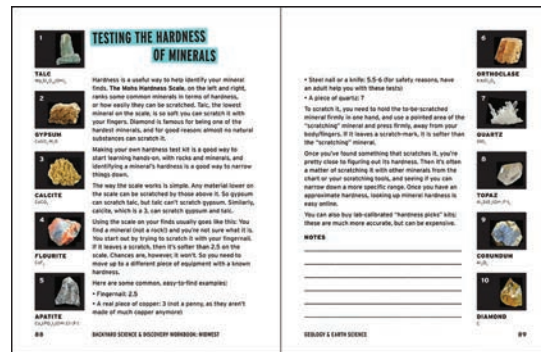 TESTING THE HARDNESS
OF MINERALS
1
TALC
2
GYPSUM
3
CALCITE
4
FLOURITE
5
APATITE
Hardness is a useful way to help identify your mineral
finds. The Mohs Hardness Scale, on the left and right,
ranks some common minerals in terms of hardness,
or how easily they can be scratched. Talc, the lowest
mineral on the scale, is so soft you can scratch it with
your fingers. Diamond is famous for being one of the
hardest minerals, and for good reason: almost no natural
substances can scratch it.
Making your own hardness test kit is a good way to
start learning hands-on, with rocks and minerals, and
identifying a mineral's hardness is a good way to narrow
things down.
The way the scale works is simple. Any material lower on
the scale can be scratched by those above it. So gypsum
can scratch talc, but talc can't scratch gypsum. Similarly,
calcite, which is a 3, can scratch gypsum and talc.
Using the scale on your finds usually goes like this: You
find a mineral (not a rock) and you're not sure what it is.
You start out by trying to scratch it with your fingernail.
If it leaves a scratch, then it's softer than 2.5 on the
scale. Chances are, however, it won't. So you need to
move up to a different piece of equipment with a known
hardness.
Here are some common, easy-to-find examples:
• Fingernail: 2.5
• A real piece of copper: 3 (not a penny, as they aren't
made of much copper anymore)
88 BACKYARD SCIENCE & DISCOVERY WORKBOOK: MIDWEST
• Steel nail or a knife: 5.5-6 (for safety reasons, have
an adult help you with these tests)
• A piece of quartz: 7
To scratch it, you need to hold the to-be-scratched
mineral firmly in one hand, and use a pointed area of the
"scratching" mineral and press firmly, away from your
body/fingers. If it leaves a scratch-mark, it is softer than
the "scratching" mineral.
Once you've found something that scratches it, you're
pretty close to figuring out its hardness. Then it's often
a matter of scratching it with other minerals from the
chart or your scratching tools, and seeing if you can
narrow down a more specific range. Once you have an
approximate hardness, looking up mineral hardness is
easy online.
You can also buy lab-calibrated "hardness picks" kits;
these are much more accurate, but can be expensive.
NOTES
6
ORTHOCLASE
7
QUARTZ
8
TOPAZ
9
CORUNDUM
10
DIAMOND
C
GEOLOGY & EARTH SCIENCE 89